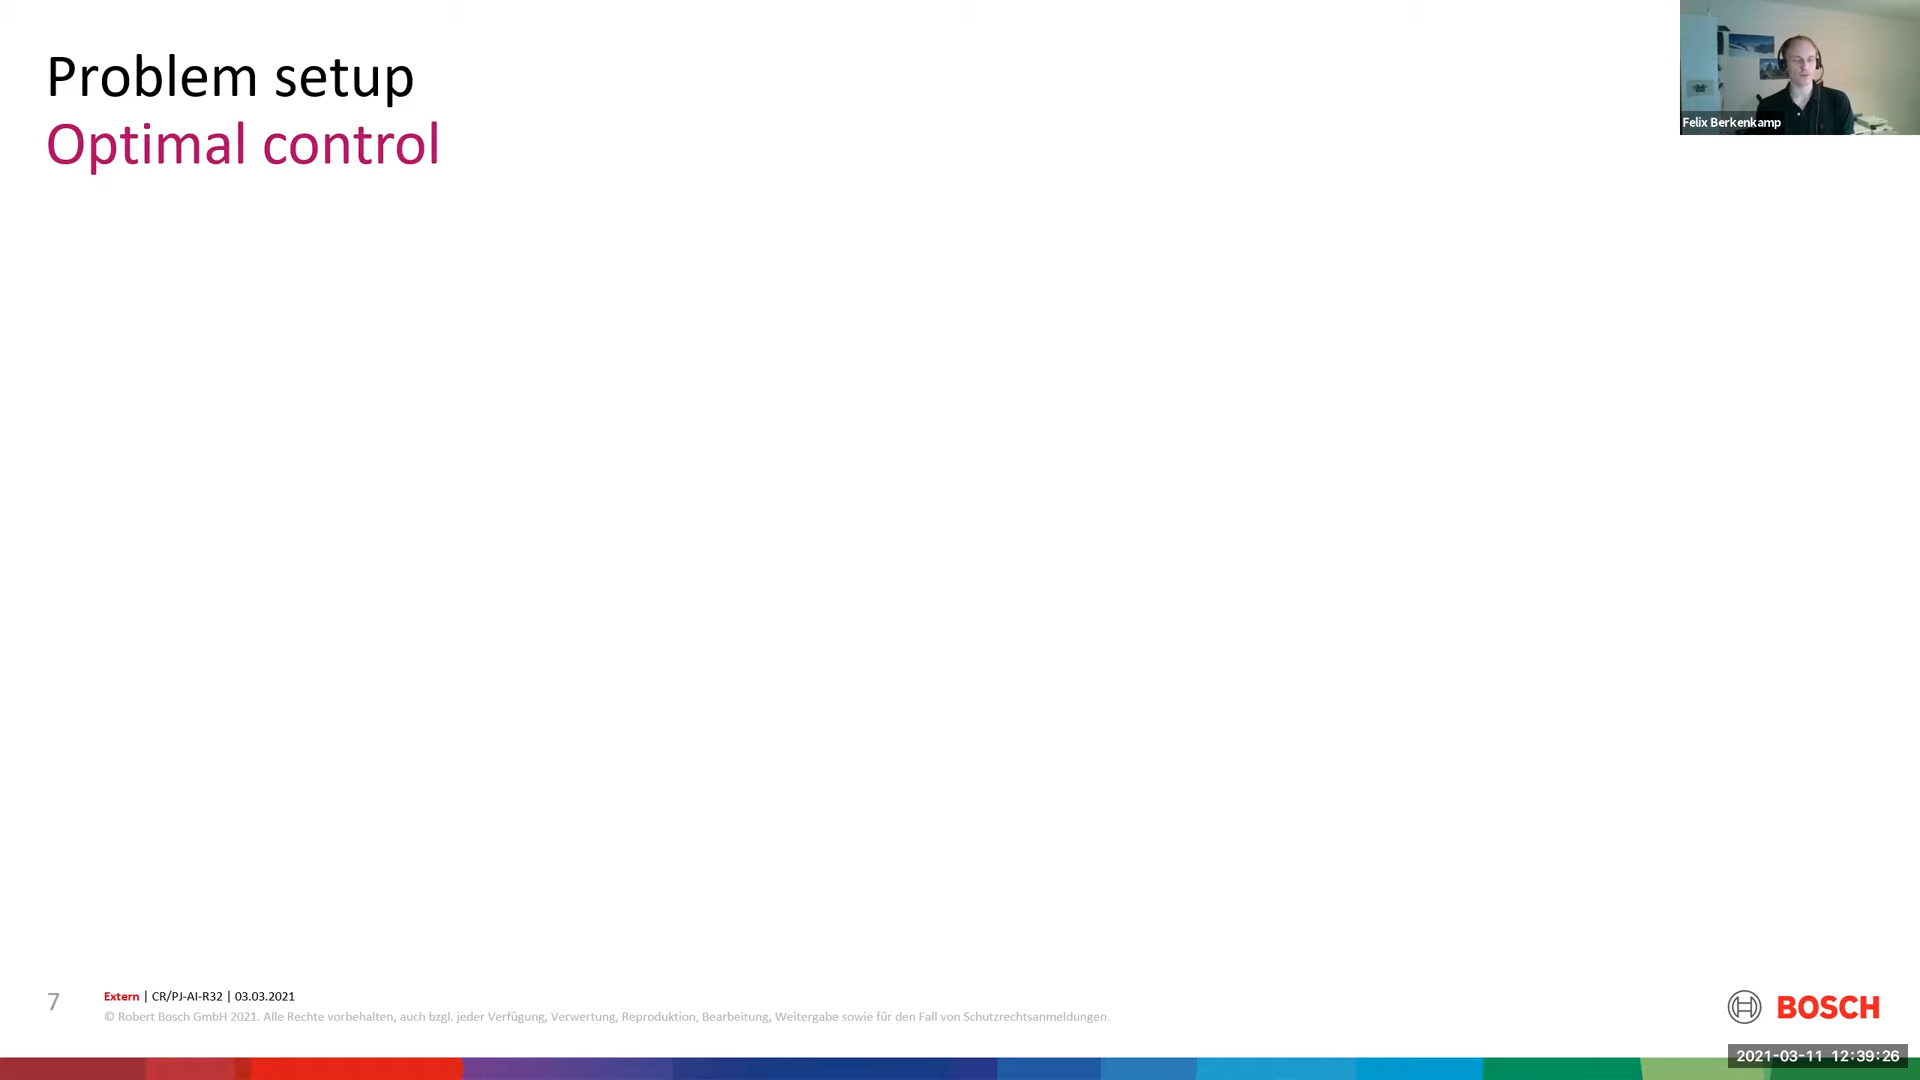 Problem setup
Optimal control
Felix Berkenkamp
7
Extern | CR/PJ-AI-R32 | 03.03.2021
© Robert Bosch GmbH 2021. Alle Rechte vorbehalten, auch bzgl. jeder Verfügung, Verwertung, Reproduktion, Bearbeitung, Weitergabe sowie für den Fall von Schutzrechtsanmeldungen.
BOSCH
2021-03-11 12:39:26